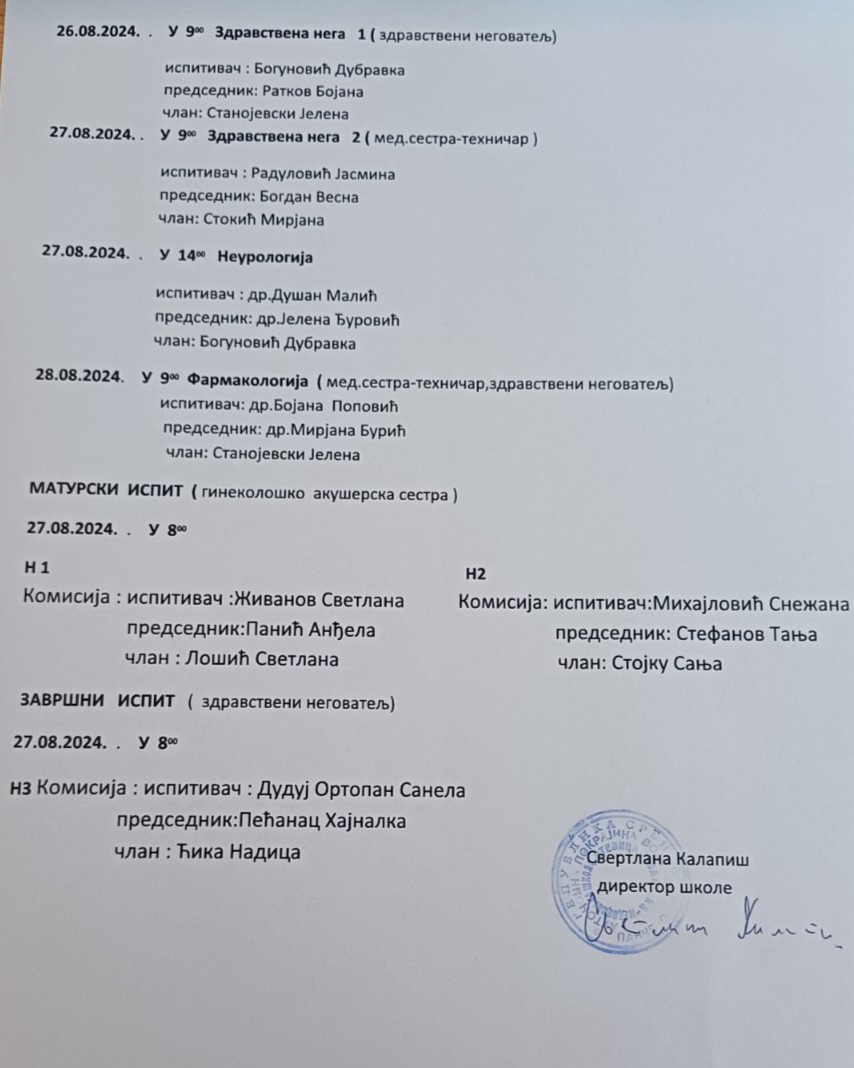 26.08.2024. . У 9⁰⁰ Здравствена нега 1 ( здравствени неговатељ)
испитивач : Богуновић Дубравка
председник: Ратков Бојана
члан: Станојевски Јелена
27.08.2024. . У 9⁰⁰ Здравствена нега 2 ( мед.сестра-техничар )
испитивач : Радуловић Јасмина
председник: Богдан Весна
члан: Стокић Мирјана
27.08.2024. . У 14⁰⁰ Неурологија
испитивач : др.Душан Малић
председник: др.Јелена Ђуровић
члан: Богуновић Дубравка
28.08.2024. У 9⁰⁰ Фармакологија ( мед.сестра-техничар,здравствени неговатељ)
испитивач: др.Бојана Поповић
председник: др.Мирјана Бурић
члан: Станојевски Јелена
МАТУРСКИ ИСПИТ ( гинеколошко акушерска сестра )
27.08.2024. . У 8⁰⁰
Н 1
Комисија : испитивач :Живанов Светлана
председник:Панић Анђела
члан : Лошић Светлана
Н2
Комисија: испитивач:Михајловић Снежана
председник: Стефанов Тања
члан: Стојку Сања
ЗАВРШНИ ИСПИТ ( здравствени неговатељ)
27.08.2024. . У 8⁰⁰
Н3 Комисија : испитивач : Дудуј Ортопан Санела
председник:Пећанац Хајналка
члан : Ћика Надица
Свертлана Калапиш
директор школе